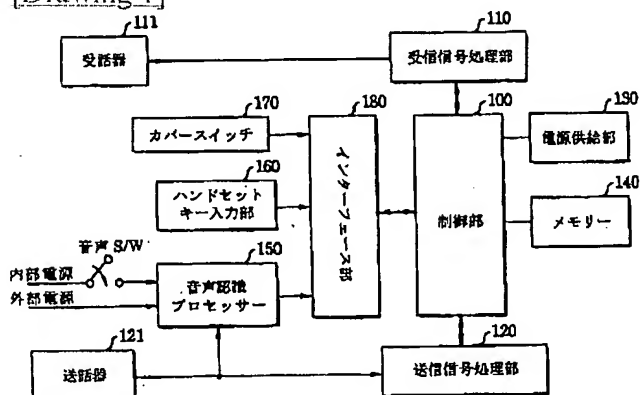 111
受話器
110
受信信号処理部
170
カバースイッチ
180
インターフェース部
100
制御部
130
電源供給部
160
ハンドセット
キー入力部
140
メモリー
音声 S/W
内部電源
外部電源
150
音声認識
プロセッサー
121
送話器
120
送信信号処理部